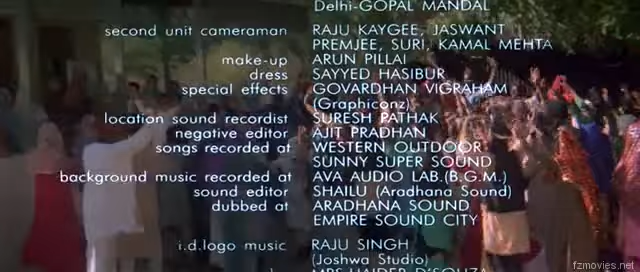 Delhi-GOPAL MANDAL
second unit cameraman RAJU KAYGEE, JASWANT
PREMJEE, SURI, KAMAL MEHTA
make-up ARUN PILLAI
dress SAYYED HASIBUR
special effects GOVARDHAN VIGRAHAM
(Graphiconz)
location sound recordist SURESH PATHAK
negative editor AJIT PRADHAN
songs recorded at WESTERN OUTDOOR
SUNNY SUPER SOUND
background music recorded at AVA AUDIO LAB.(B.G.M.)
sound editor SHAILU (Aradhana Sound)
dubbed at ARADHANA SOUND
EMPIRE SOUND CITY
i.d.logo music RAJU SINGH
(Joshwa Studio)
MRS.HAIDER D'SOUZA
fzmovies.net